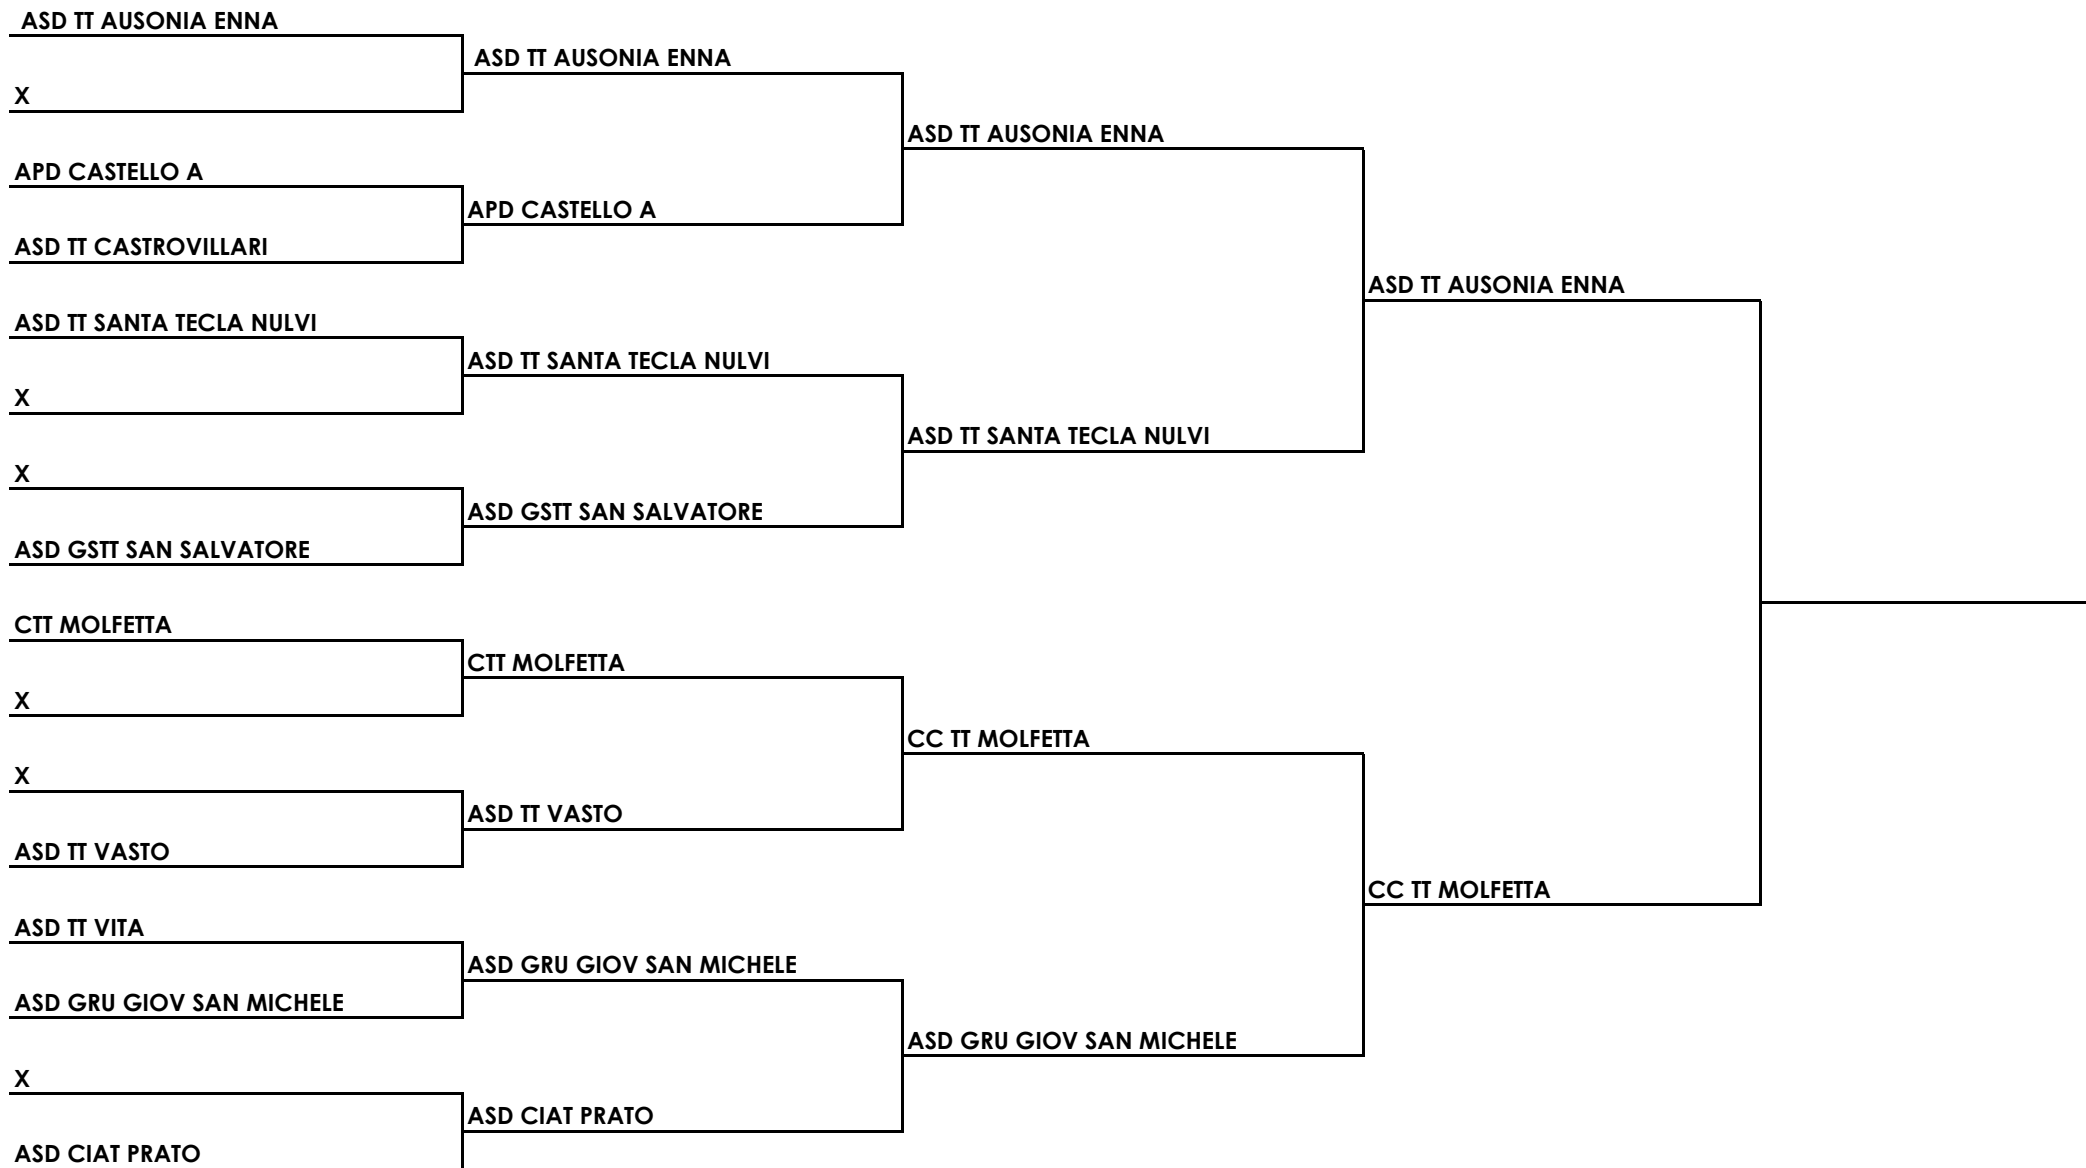 ASD TT AUSONIA ENNA
ASD TT AUSONIA ENNA
X
ASD TT AUSONIA ENNA
APD CASTELLO A
APD CASTELLO A
ASD TT CASTROVILLARI
ASD TT AUSONIA ENNA
ASD TT SANTA TECLA NULVI
ASD TT SANTA TECLA NULVI
X
ASD TT SANTA TECLA NULVI
X
ASD GSTT SAN SALVATORE
ASD GSTT SAN SALVATORE
CTT MOLFETTA
CTT MOLFETTA
X
CC TT MOLFETTA
X
ASD TT VASTO
ASD TT VASTO
CC TT MOLFETTA
ASD TT VITA
ASD GRU GIOV SAN MICHELE
ASD GRU GIOV SAN MICHELE
ASD GRU GIOV SAN MICHELE
X
ASD CIAT PRATO
ASD CIAT PRATO